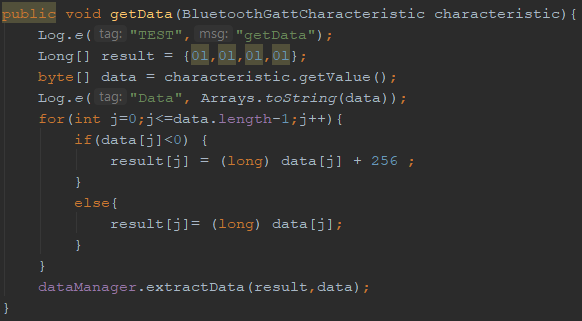 public void getData(BluetoothGattCharacteristic characteristic){
Log.e( tag: "TEST", msg: "getData");
Long[] result = {0l,0l,0l,0l};
byte[] data = characteristic.getValue();
Log.e( tag: "Data", Arrays.toString(data));
for(int j=0;j<=data.length-1;j++){
if(data[j]<0) {
result[j] = (long) data[j] + 256 ;
}
else{
result[j]= (long) data[j];
}
}
dataManager.extractData(result,data);
}